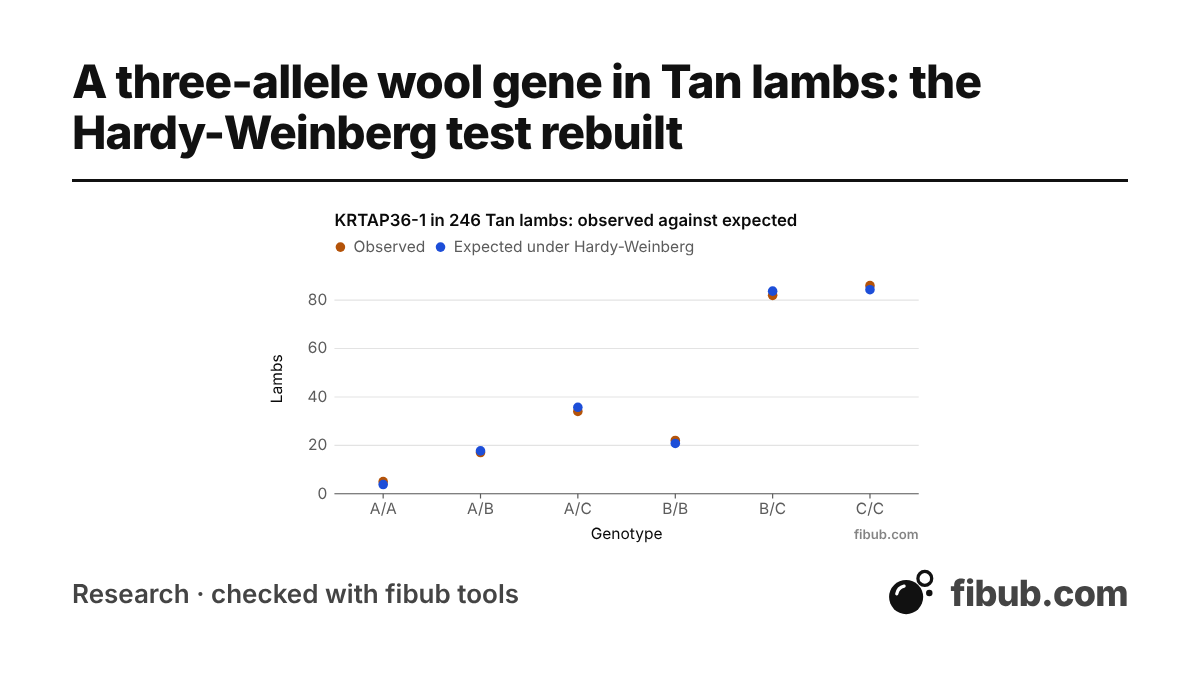 A three-allele wool gene in Tan lambs: the
Hardy-Weinberg test rebuilt
KRTAP36-1 in 246 Tan lambs: observed against expected
Observed Expected under Hardy-Weinberg
80
60
40
20
0
Lambs
A/A A/B A/C B/B B/C C/C
Genotype
fibub.com
Research · checked with fibub tools
fibub.com